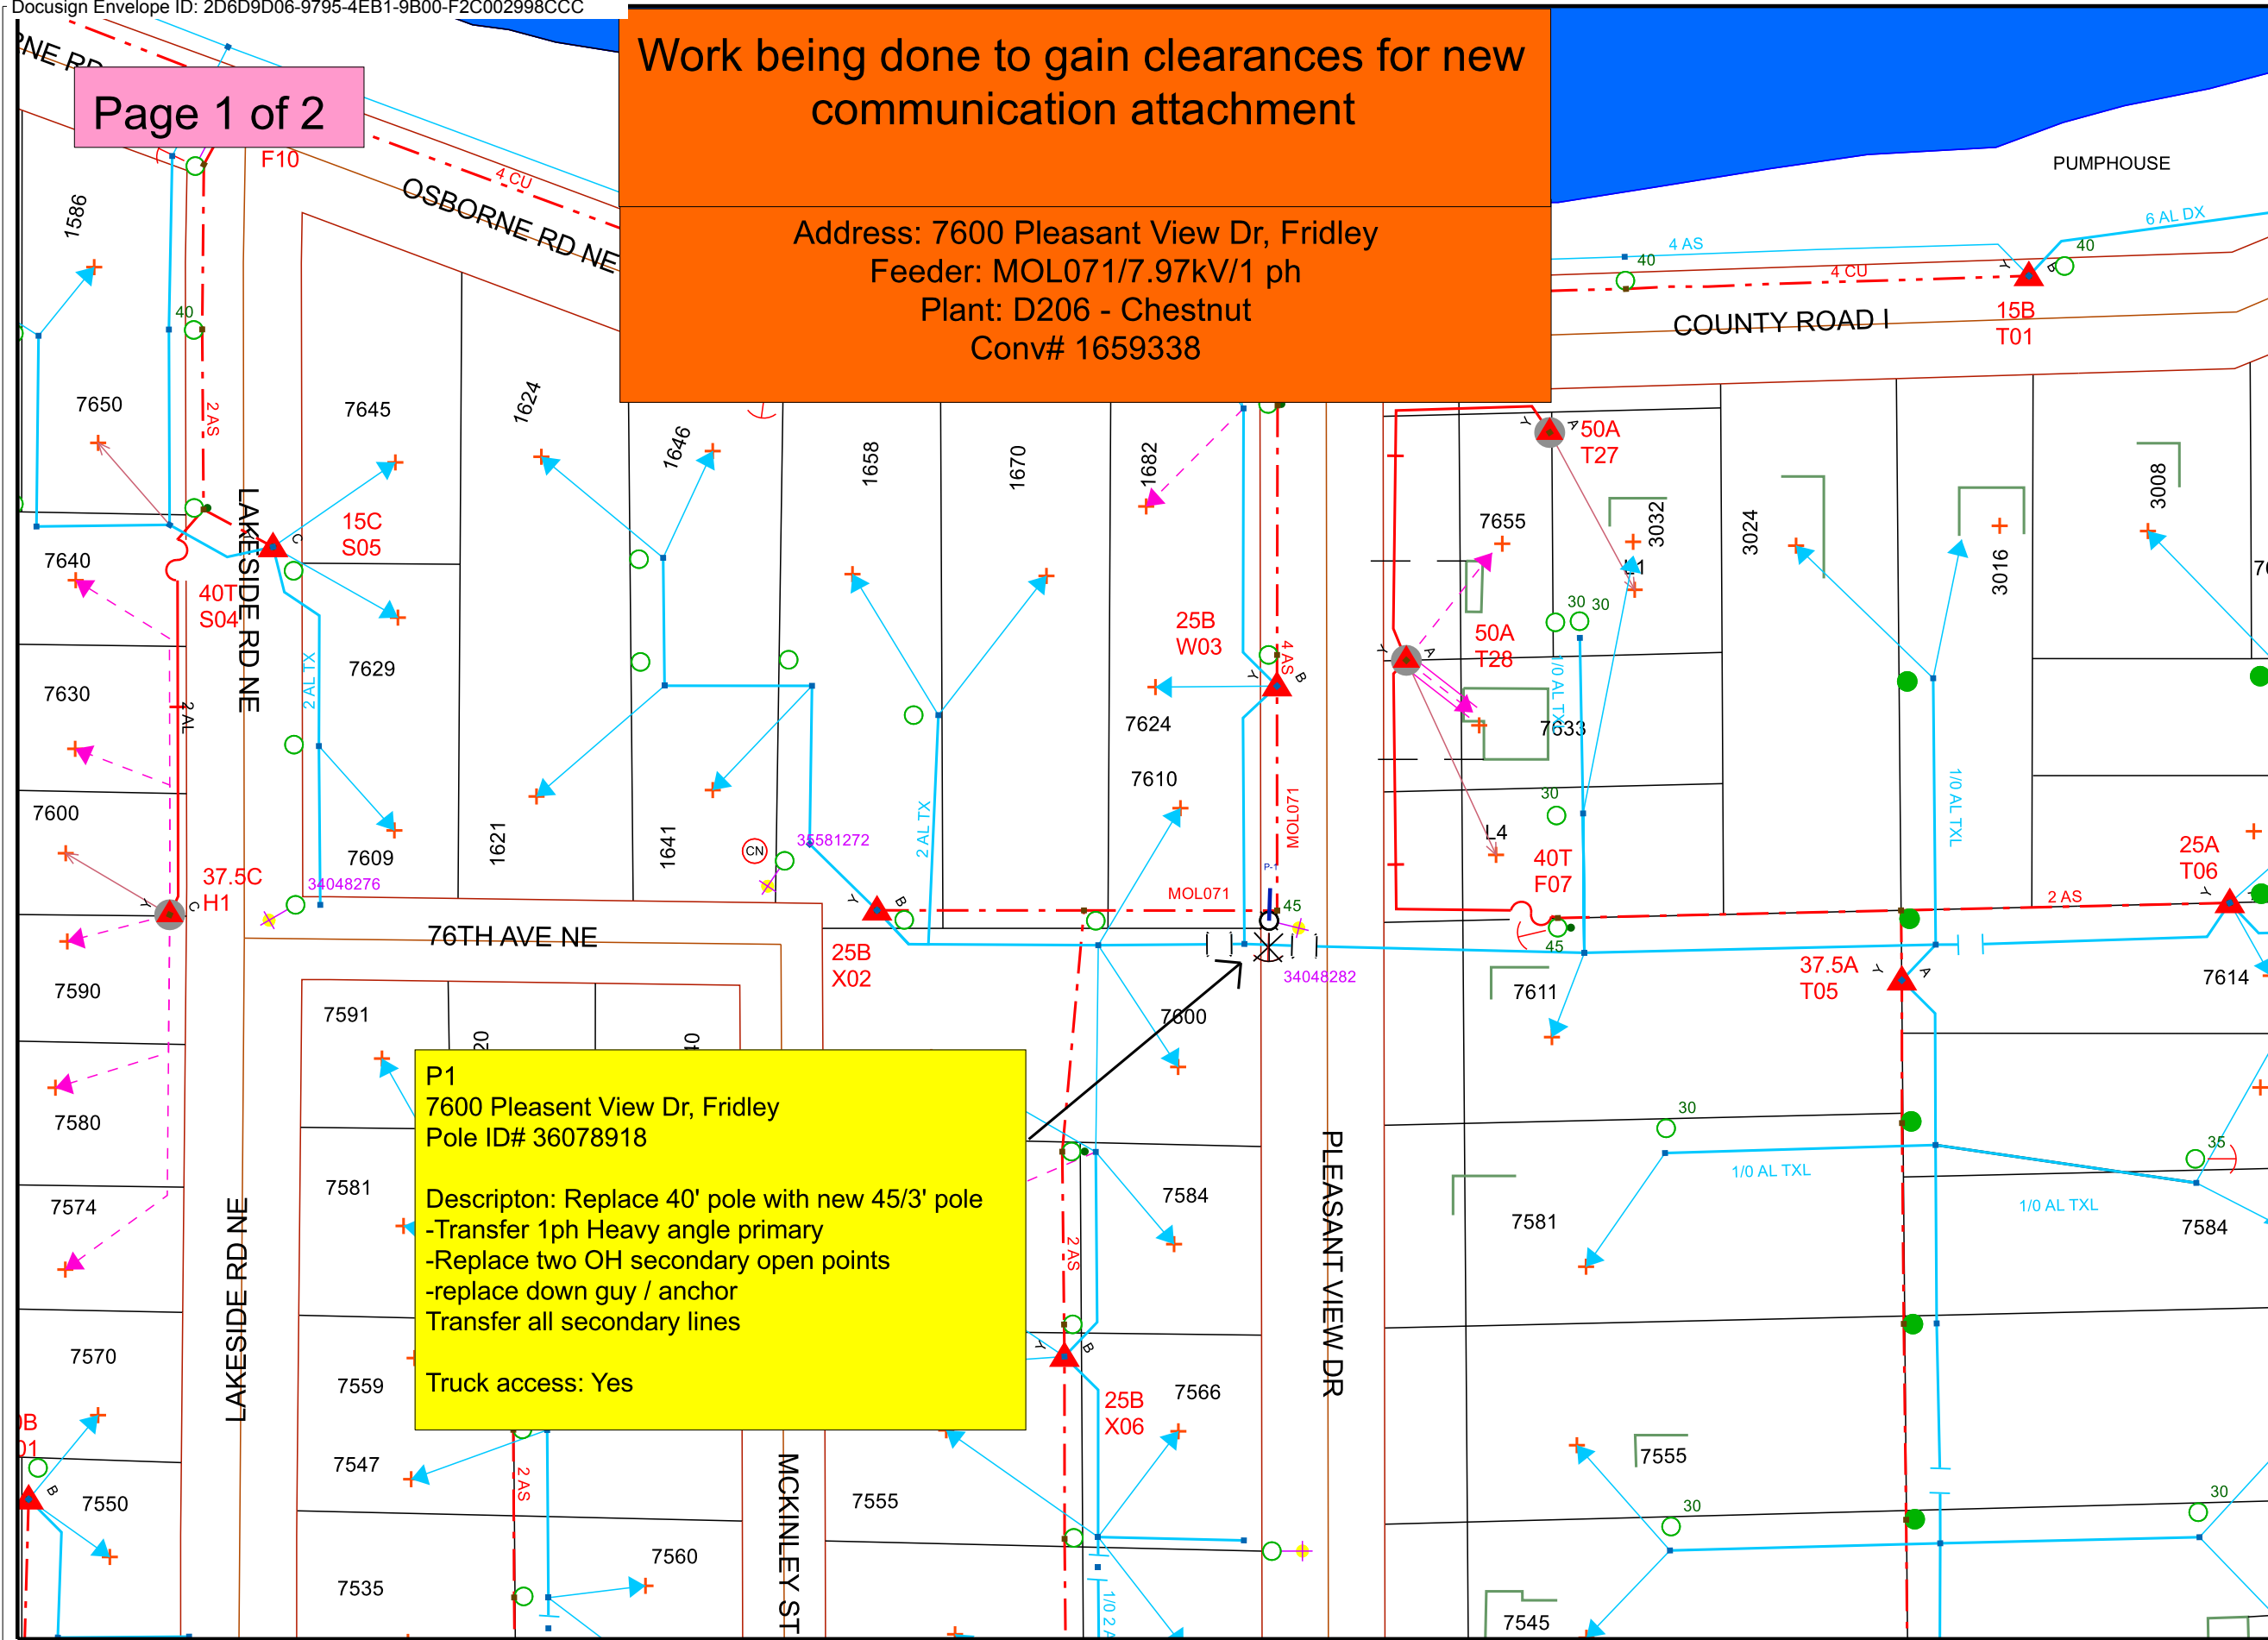 Docusign Envelope ID: 2D6D9D06-9795-4EB1-9B00-F2C002998CCC
Page 1 of 2
Work being done to gain clearances for new
communication attachment
Address: 7600 Pleasant View Dr, Fridley
Feeder: MOL071/7.97kV/1 ph
Plant: D206 - Chestnut
Conv# 1659338
PUMPHOUSE
F10
4 CU
OSBORNE RD NE
1586
6 AL DX
4 AS
40
40
4 CU
15B
T01
COUNTY ROAD I
40
7650
2 AS
7645
1624
1646
1658
1670
1682
50A
T27
7655
3032
3024
3016
3008
15C
S05
7640
40T
S04
LAKESIDE RD NE
L1
30
30
25B
W03
4 AS
50A
T28
7629
2 AL TX
7630
2 AL
1/0 AL TXL
7633
7624
7610
7600
1621
1641
35581272
2 AL TX
MOL071
30
L4
1/0 AL TXL
CN
7609
37.5C
H1
34048276
P-1
MOL071
45
40T
F07
25A
T06
2 AS
76TH AVE NE
25B
X02
34048282
45
37.5A
T05
7611
7614
7590
7591
20
40
7600
P1
7600 Pleasent View Dr, Fridley
Pole ID# 36078918
Descripton: Replace 40' pole with new 45/3' pole
-Transfer 1ph Heavy angle primary
-Replace two OH secondary open points
-replace down guy / anchor
Transfer all secondary lines
Truck access: Yes
7580
30
35
1/0 AL TXL
1/0 AL TXL
7581
7574
7584
7581
7584
2 AS
PLEASANT VIEW DR
LAKESIDE RD NE
7570
7559
25B
X06
7566
7547
2 AS
MCKINLEY ST
7550
7555
7555
30
30
7560
7535
7545